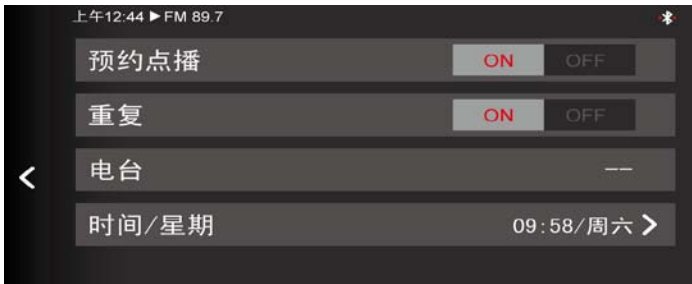 上午12:44 ▶ FM 89.7
预约点播 ON OFF
重复 ON OFF
电台 --
时间/星期 09:58/周六